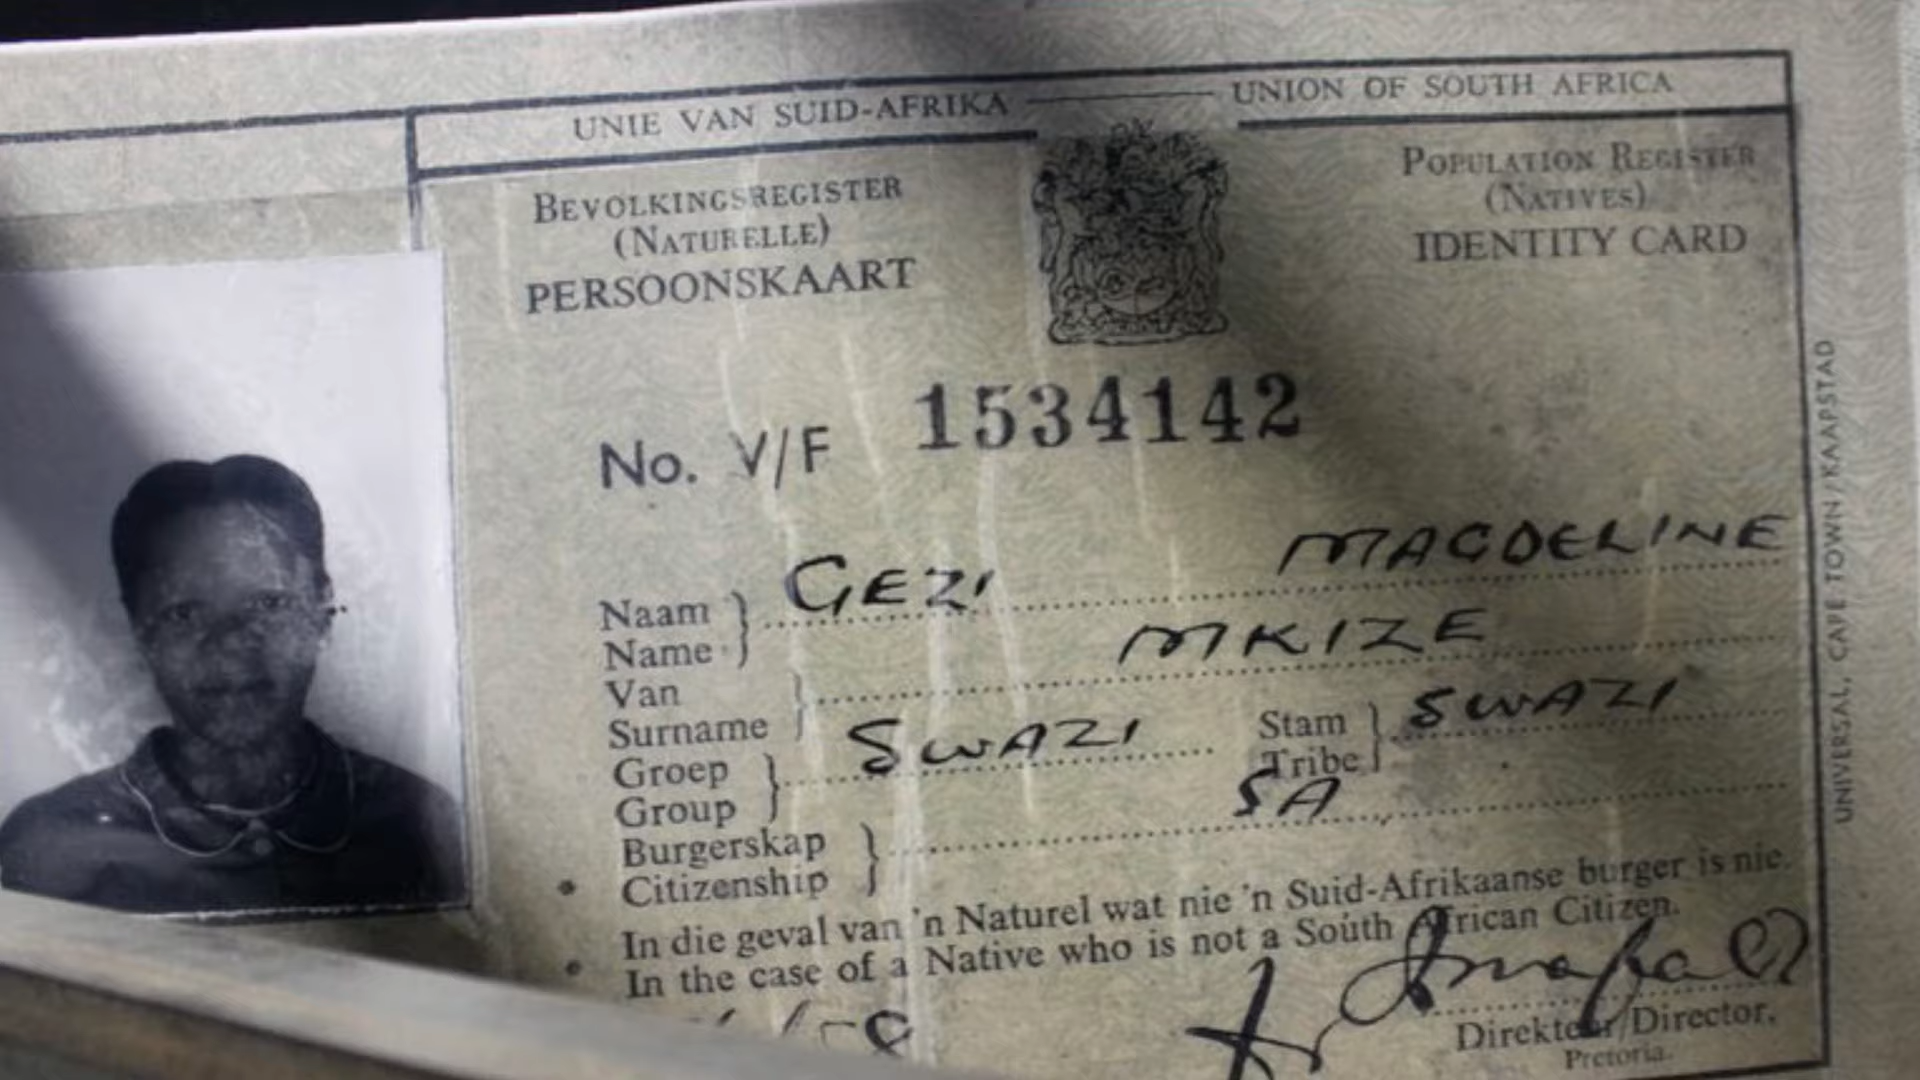 UNIE VAN SUID-AFRIKA UNION OF SOUTH AFRICA
BEVOLKINGSREGISTER
(NATURELLE)
PERSOONSKAART
POPULATION REGISTER
(NATIVES)
IDENTITY CARD
No. V/F 1534142
Naam
Name
GEZI MAGDELINE
Van
Surname
MKIZE
Groep
Group
SWAZI
Stam
Tribe
SWAZI
Burgerskap
Citizenship
SA
In die geval van 'n Naturel wat nie 'n Suid-Afrikaanse burger is nie.
In the case of a Native who is not a South African Citizen.
Direkteur/Director.
Pretoria.
UNIVERSAL, CAPE TOWN/KAAPSTAD